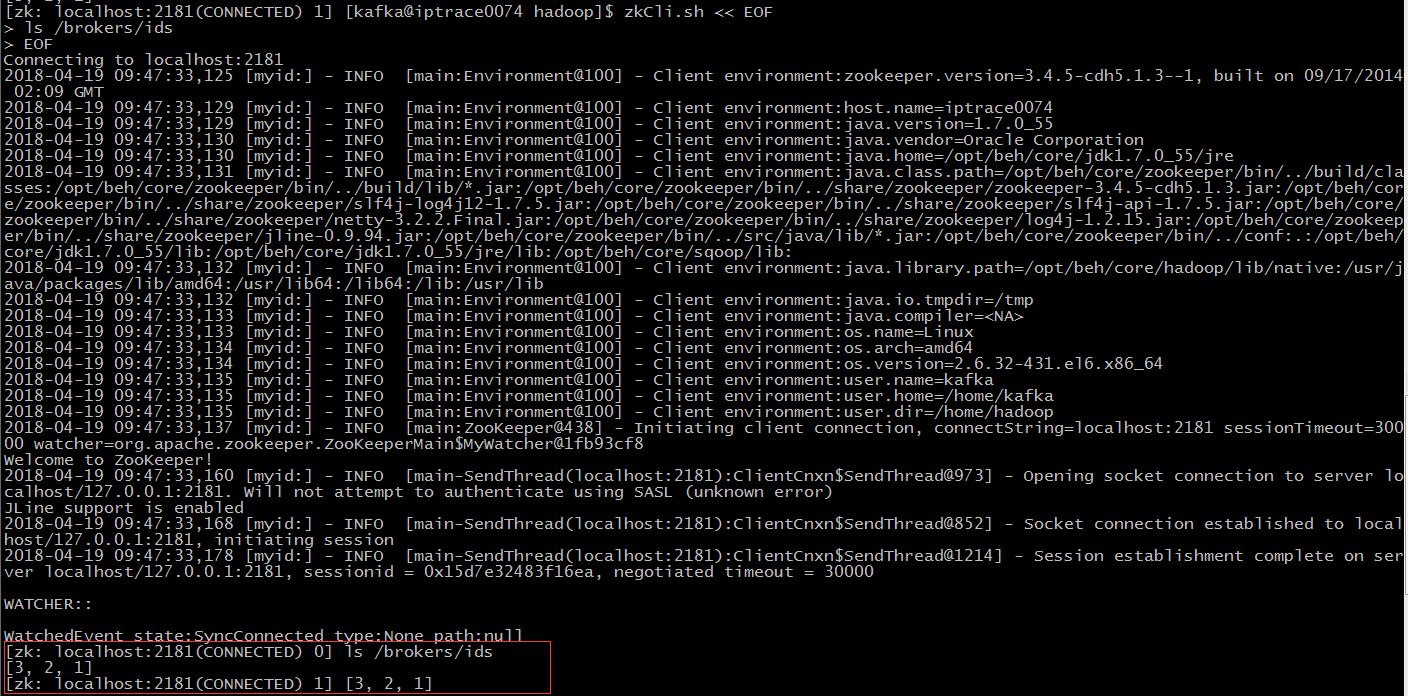 [3, 2, 1]
[zk: localhost:2181(CONNECTED) 1] [kafka@iptrace0074 hadoop]$ zkCli.sh << EOF
> ls /brokers/ids
> EOF
Connecting to localhost:2181
2018-04-19 09:47:33,125 [myid:] - INFO  [main:Environment@100] - Client environment:zookeeper.version=3.4.5-cdh5.1.3--1, built on 09/17/2014
 02:09 GMT
2018-04-19 09:47:33,129 [myid:] - INFO  [main:Environment@100] - Client environment:host.name=iptrace0074
2018-04-19 09:47:33,129 [myid:] - INFO  [main:Environment@100] - Client environment:java.version=1.7.0_55
2018-04-19 09:47:33,130 [myid:] - INFO  [main:Environment@100] - Client environment:java.vendor=Oracle Corporation
2018-04-19 09:47:33,130 [myid:] - INFO  [main:Environment@100] - Client environment:java.home=/opt/beh/core/jdk1.7.0_55/jre
2018-04-19 09:47:33,131 [myid:] - INFO  [main:Environment@100] - Client environment:java.class.path=/opt/beh/core/zookeeper/bin/../build/cla
sses:/opt/beh/core/zookeeper/bin/../build/lib/*.jar:/opt/beh/core/zookeeper/bin/../share/zookeeper/zookeeper-3.4.5-cdh5.1.3.jar:/opt/beh/cor
e/zookeeper/bin/../share/zookeeper/slf4j-log4j12-1.7.5.jar:/opt/beh/core/zookeeper/bin/../share/zookeeper/slf4j-api-1.7.5.jar:/opt/beh/core/
zookeeper/bin/../share/zookeeper/netty-3.2.2.Final.jar:/opt/beh/core/zookeeper/bin/../share/zookeeper/log4j-1.2.15.jar:/opt/beh/core/zookeep
er/bin/../share/zookeeper/jline-0.9.94.jar:/opt/beh/core/zookeeper/bin/../src/java/lib/*.jar:/opt/beh/core/zookeeper/bin/../conf:.:/opt/beh/
core/jdk1.7.0_55/lib:/opt/beh/core/jdk1.7.0_55/jre/lib:/opt/beh/core/sqoop/lib:
2018-04-19 09:47:33,132 [myid:] - INFO  [main:Environment@100] - Client environment:java.library.path=/opt/beh/core/hadoop/lib/native:/usr/j
ava/packages/lib/amd64:/usr/lib64:/lib64:/lib:/usr/lib
2018-04-19 09:47:33,132 [myid:] - INFO  [main:Environment@100] - Client environment:java.io.tmpdir=/tmp
2018-04-19 09:47:33,133 [myid:] - INFO  [main:Environment@100] - Client environment:java.compiler=<NA>
2018-04-19 09:47:33,133 [myid:] - INFO  [main:Environment@100] - Client environment:os.name=Linux
2018-04-19 09:47:33,134 [myid:] - INFO  [main:Environment@100] - Client environment:os.arch=amd64
2018-04-19 09:47:33,134 [myid:] - INFO  [main:Environment@100] - Client environment:os.version=2.6.32-431.el6.x86_64
2018-04-19 09:47:33,135 [myid:] - INFO  [main:Environment@100] - Client environment:user.name=kafka
2018-04-19 09:47:33,135 [myid:] - INFO  [main:Environment@100] - Client environment:user.home=/home/kafka
2018-04-19 09:47:33,135 [myid:] - INFO  [main:Environment@100] - Client environment:user.dir=/home/hadoop
2018-04-19 09:47:33,137 [myid:] - INFO  [main:ZooKeeper@438] - Initiating client connection, connectString=localhost:2181 sessionTimeout=300
00 watcher=org.apache.zookeeper.ZooKeeperMain$MyWatcher@1fb93cf8
Welcome to ZooKeeper!
2018-04-19 09:47:33,160 [myid:] - INFO  [main-SendThread(localhost:2181):ClientCnxn$SendThread@973] - Opening socket connection to server lo
calhost/127.0.0.1:2181. Will not attempt to authenticate using SASL (unknown error)
JLine support is enabled
2018-04-19 09:47:33,168 [myid:] - INFO  [main-SendThread(localhost:2181):ClientCnxn$SendThread@852] - Socket connection established to local
host/127.0.0.1:2181, initiating session
2018-04-19 09:47:33,178 [myid:] - INFO  [main-SendThread(localhost:2181):ClientCnxn$SendThread@1214] - Session establishment complete on ser
ver localhost/127.0.0.1:2181, sessionid = 0x15d7e32483f16ea, negotiated timeout = 30000
WATCHER::
WatchedEvent state:SyncConnected type:None path:null
[zk: localhost:2181(CONNECTED) 0] ls /brokers/ids
[3, 2, 1]
[zk: localhost:2181(CONNECTED) 1] [3, 2, 1]